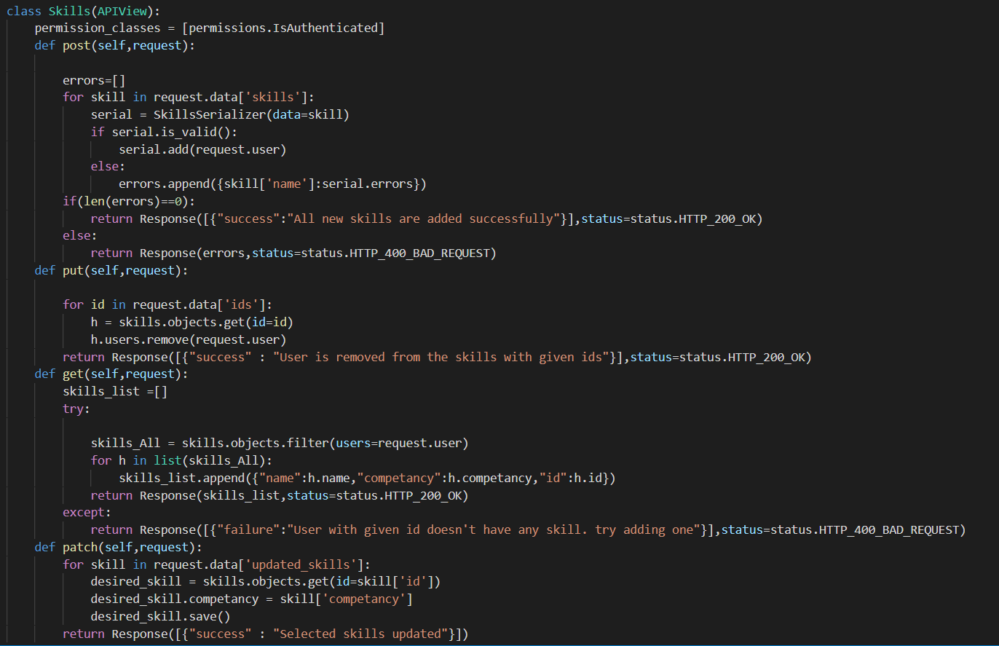 class Skills(APIView):
    permission_classes = [permissions.IsAuthenticated]
    def post(self,request):

        errors=[]
        for skill in request.data['skills']:
            serial = SkillsSerializer(data=skill)
            if serial.is_valid():
                serial.add(request.user)
            else:
                errors.append({skill['name']:serial.errors})
        if(len(errors)==0):
            return Response([{"success":"All new skills are added successfully"}],status=status.HTTP_200_OK)
        else:
            return Response(errors,status=status.HTTP_400_BAD_REQUEST)
    def put(self,request):

        for id in request.data['ids']:
            h = skills.objects.get(id=id)
            h.users.remove(request.user)
        return Response([{"success" : "User is removed from the skills with given ids"}],status=status.HTTP_200_OK)
    def get(self,request):
        skills_list =[]
        try:

            skills_All = skills.objects.filter(users=request.user)
            for h in list(skills_All):
                skills_list.append({"name":h.name,"competancy":h.competancy,"id":h.id})
            return Response(skills_list,status=status.HTTP_200_OK)
        except:
            return Response([{"failure":"User with given id doesn't have any skill. try adding one"}],status=status.HTTP_400_BAD_REQUEST)
    def patch(self,request):
        for skill in request.data['updated_skills']:
            desired_skill = skills.objects.get(id=skill['id'])
            desired_skill.competancy = skill['competancy']
            desired_skill.save()
        return Response([{"success" : "Selected skills updated"}])